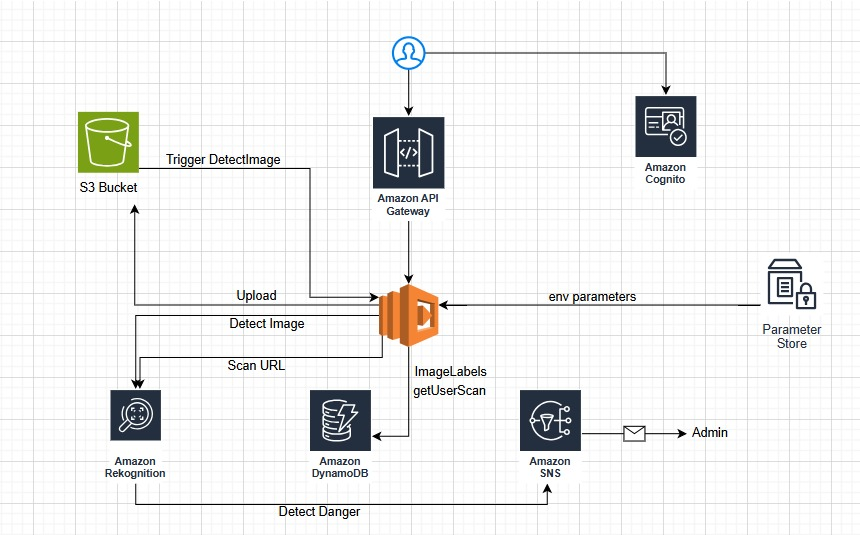 Amazon
Cognito
Trigger DetectImage
S3 Bucket
Amazon API
Gateway
Upload
env parameters
Detect Image
Parameter
Store
Scan URL
ImageLabels
getUserScan
Admin
Amazon
Rekognition
Amazon
DynamoDB
Amazon
SNS
Detect Danger